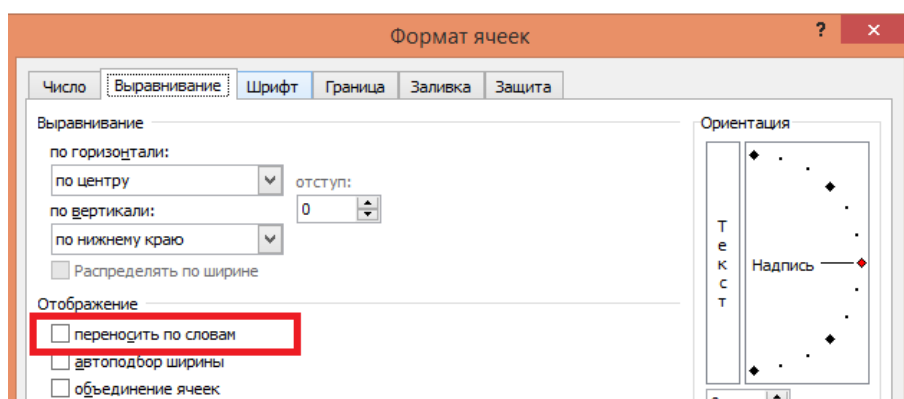 Формат ячеек
? ×
Число Выравнивание Шрифт Граница Заливка Защита
Выравнивание
по горизонтали:
по центру
отступ:
0
по вертикали:
по нижнему краю
Распределять по ширине
Отображение
переносить по словам
автоподбор ширины
объединение ячеек
Ориентация
Текст
Надпись